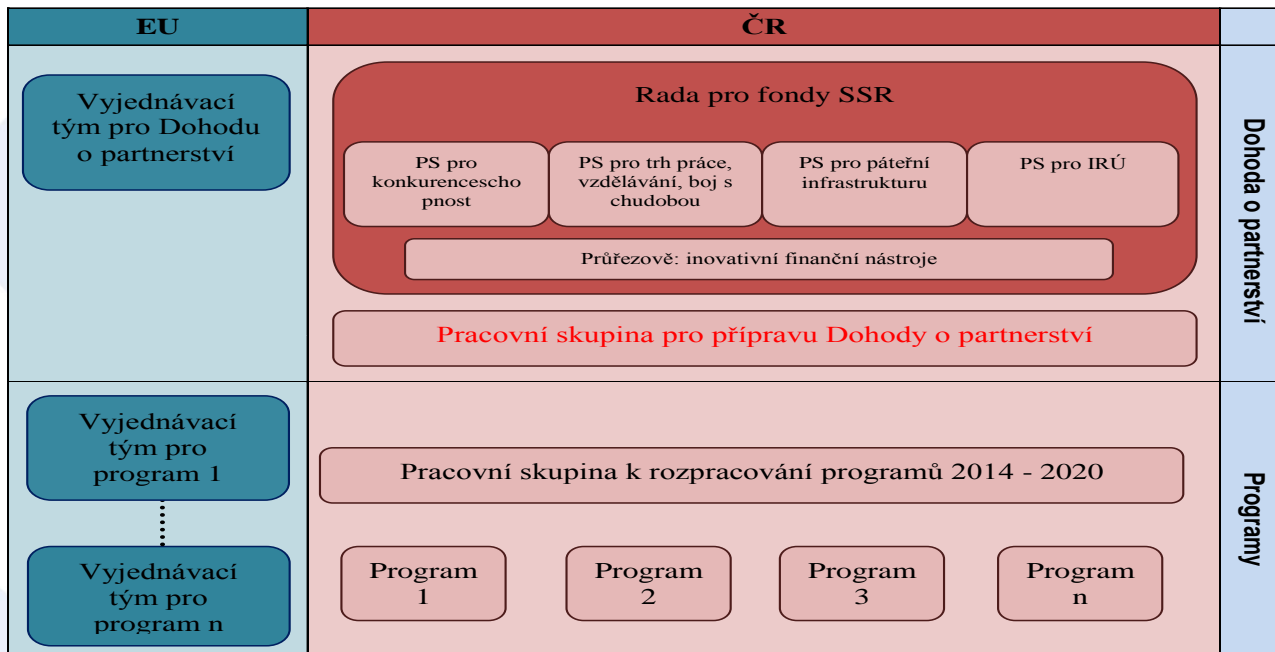 EU
ČR
Vyjednávací
tým pro Dohodu
o partnerství
Rada pro fondy SSR
PS pro
konkurencescho
pnost
PS pro trh práce,
vzdělávání, boj s
chudobou
PS pro páteřní
infrastrukturu
PS pro IRÚ
Průřezově: inovativní finanční nástroje
Pracovní skupina pro přípravu Dohody o partnerství
Dohoda o partnerství
Vyjednávací
tým pro
program 1
Vyjednávací
tým pro
program n
Pracovní skupina k rozpracování programů 2014 - 2020
Program
1
Program
2
Program
3
Program
n
Programy